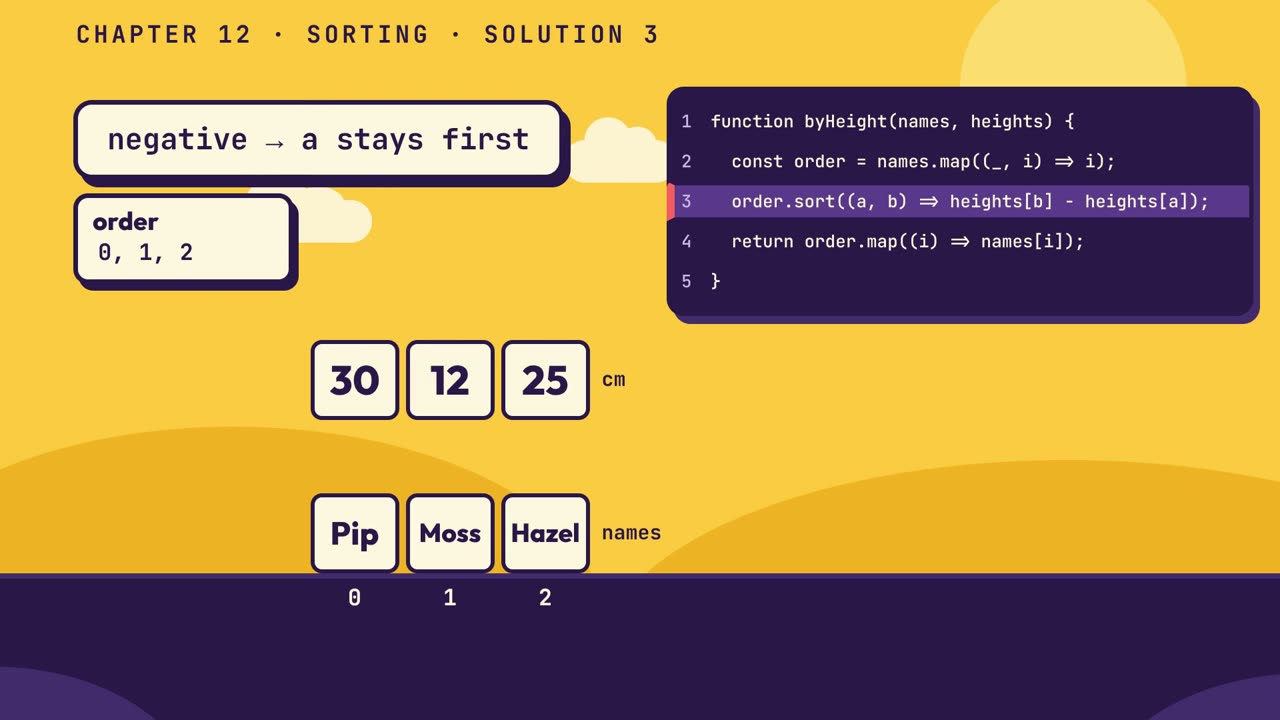 CHAPTER 12 · SORTING · SOLUTION 3
negative → a stays first
order
0, 1, 2
1 function byHeight(names, heights) {
2 const order = names.map((_, i) => i);
3 order.sort((a, b) => heights[b] - heights[a]);
4 return order.map((i) => names[i]);
5 }
30 12 25 cm
Pip Moss Hazel names
0 1 2